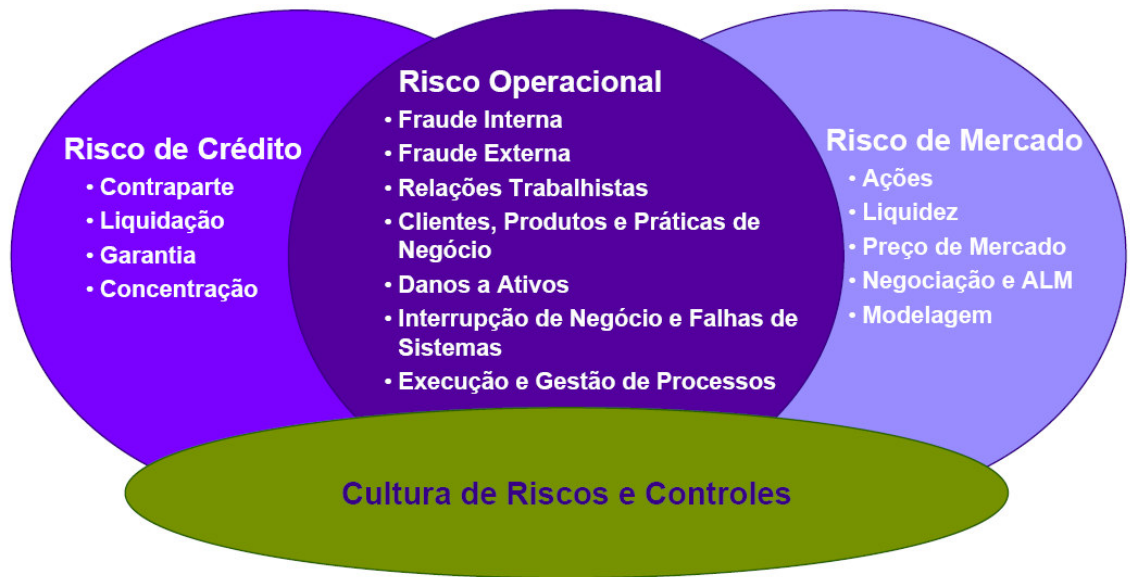 Risco de Crédito
• Contraparte
• Liquidação
• Garantia
• Concentração
Risco Operacional
• Fraude Interna
• Fraude Externa
• Relações Trabalhistas
• Clientes, Produtos e Práticas de
Negócio
• Danos a Ativos
• Interrupção de Negócio e Falhas de
Sistemas
• Execução e Gestão de Processos
Risco de Mercado
• Ações
• Liquidez
• Preço de Mercado
• Negociação e ALM
• Modelagem
Cultura de Riscos e Controles